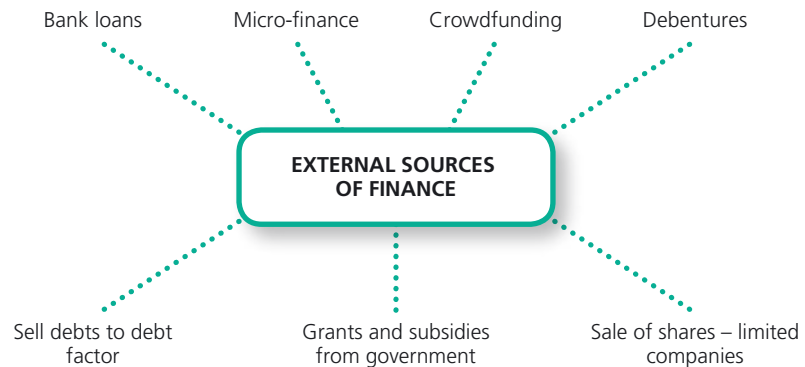 Bank loans
Micro-finance
Crowdfunding
Debentures
EXTERNAL SOURCES
OF FINANCE
Sell debts to debt
factor
Grants and subsidies
from government
Sale of shares – limited
companies